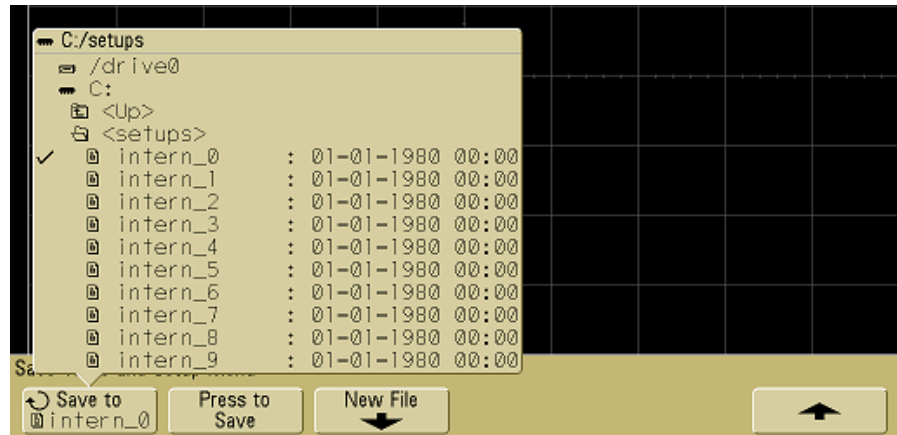 C:/setups
/drive0
C:
<Up>
<setups>
intern_0 : 01-01-1980 00:00
intern_1 : 01-01-1980 00:00
intern_2 : 01-01-1980 00:00
intern_3 : 01-01-1980 00:00
intern_4 : 01-01-1980 00:00
intern_5 : 01-01-1980 00:00
intern_6 : 01-01-1980 00:00
intern_7 : 01-01-1980 00:00
intern_8 : 01-01-1980 00:00
intern_9 : 01-01-1980 00:00
Save to
intern_0
Press to
Save
New File